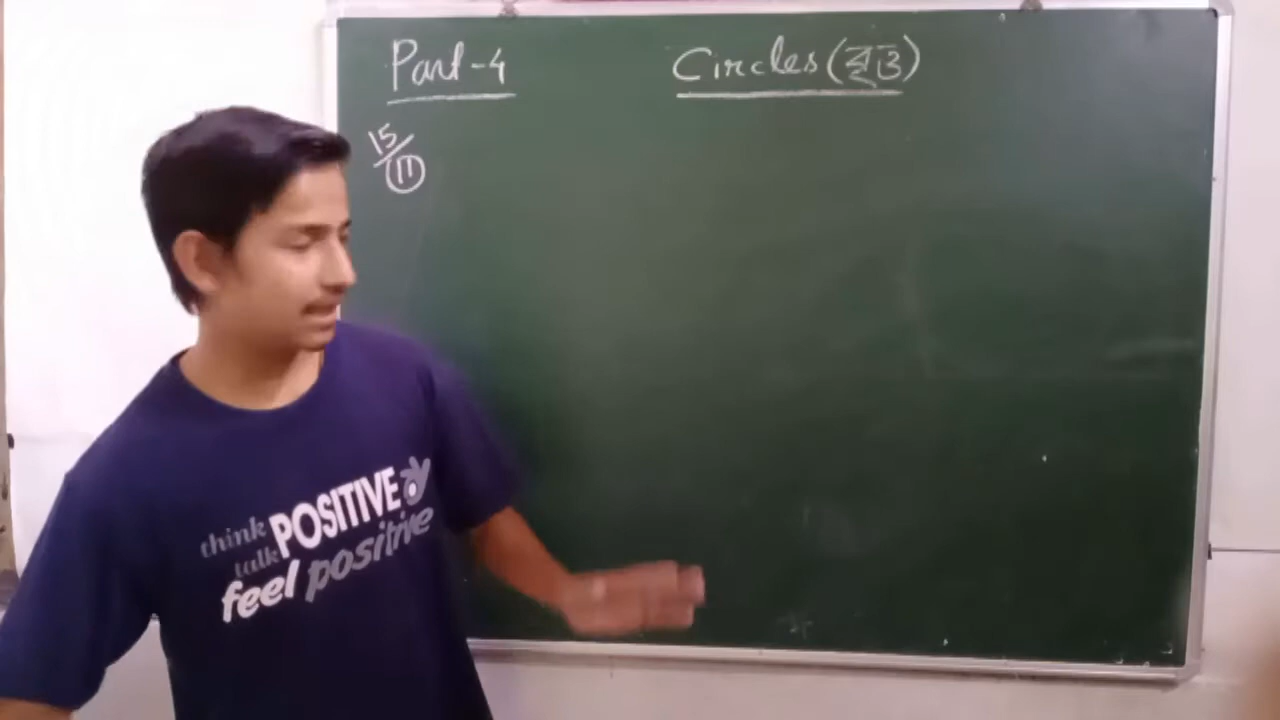 Part-4
Circles (वृत्त)
15/11
think
talk POSITIVE
feel positive